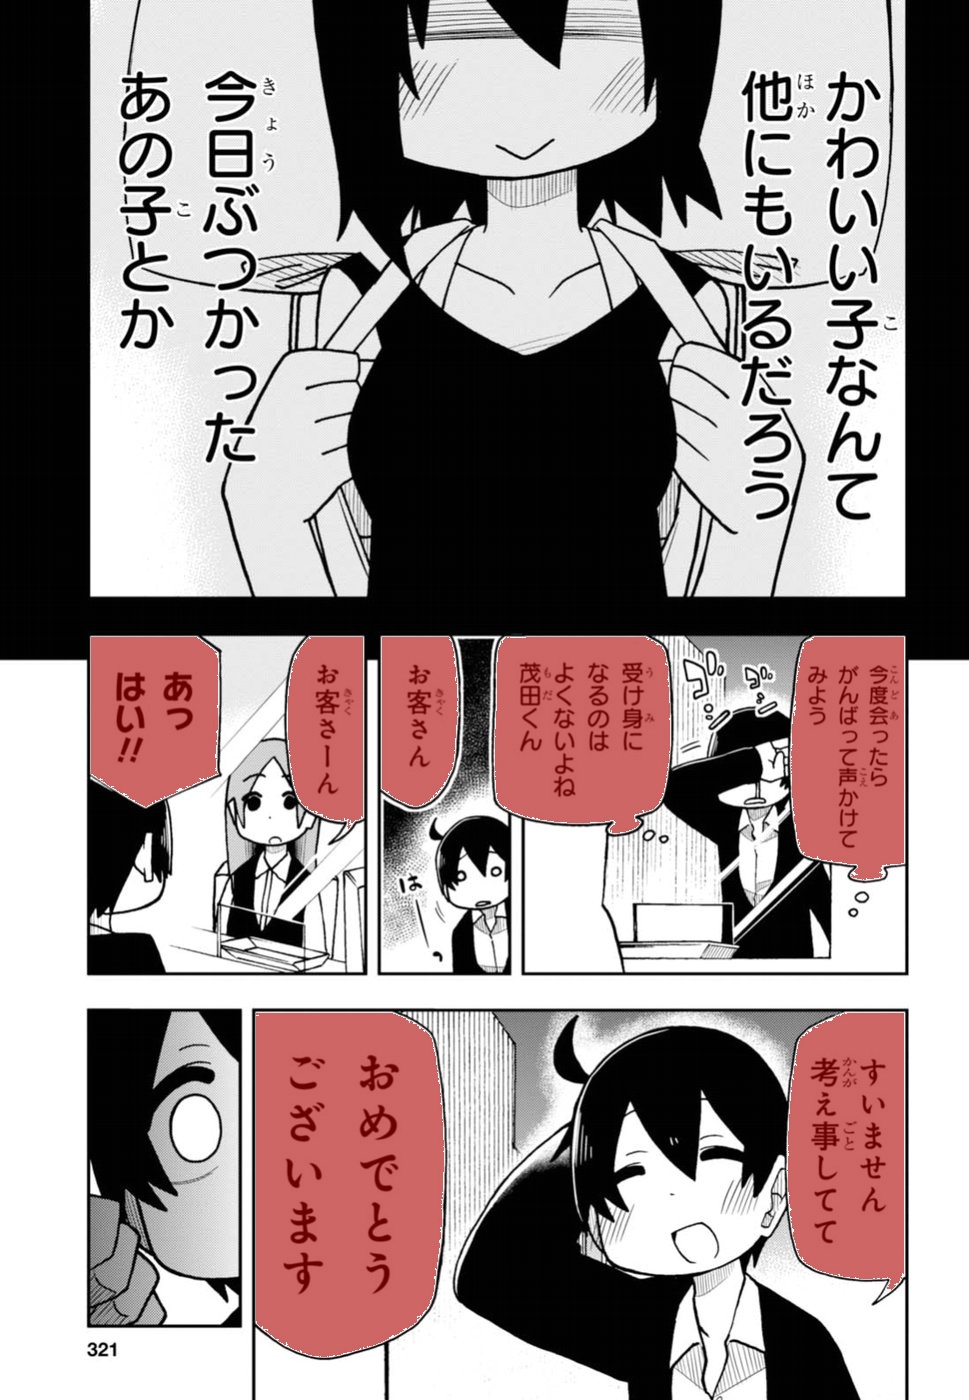 かわいい子なんて
他にもいるだろう
今日ぶつかった
あの子とか
今度会ったら
がんばって声かけて
みよう
ゴシ
ゴシ
受け身に
なるのは
よくないよね
茂田くん
お客さん
はっ
お客さーん
あっ
はい!!
すいません
考え事してて
おめでとう
ございます
321